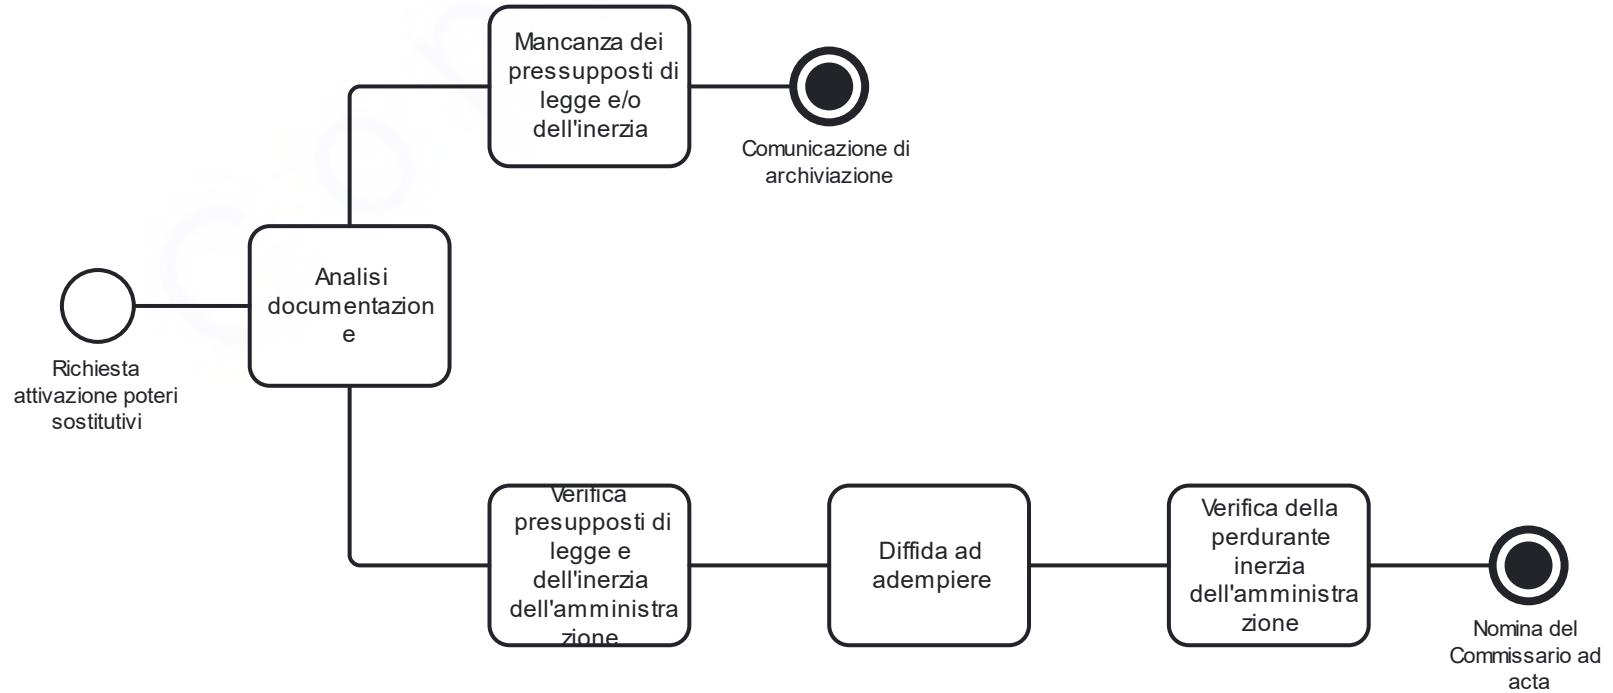 Mancanza dei
pressupposti di
legge e/o
dell'inerzia
Comunicazione di
archiviazione
Analisi
documentazion
e
Richiesta
attivazione poteri
sostitutivi
Verifica
presupposti di
legge e
dell'inerzia
dell'amministra
zione
Diffida ad
adempiere
Verifica della
perdurante
inerzia
dell'amministra
zione
Nomina del
Commissario ad
acta